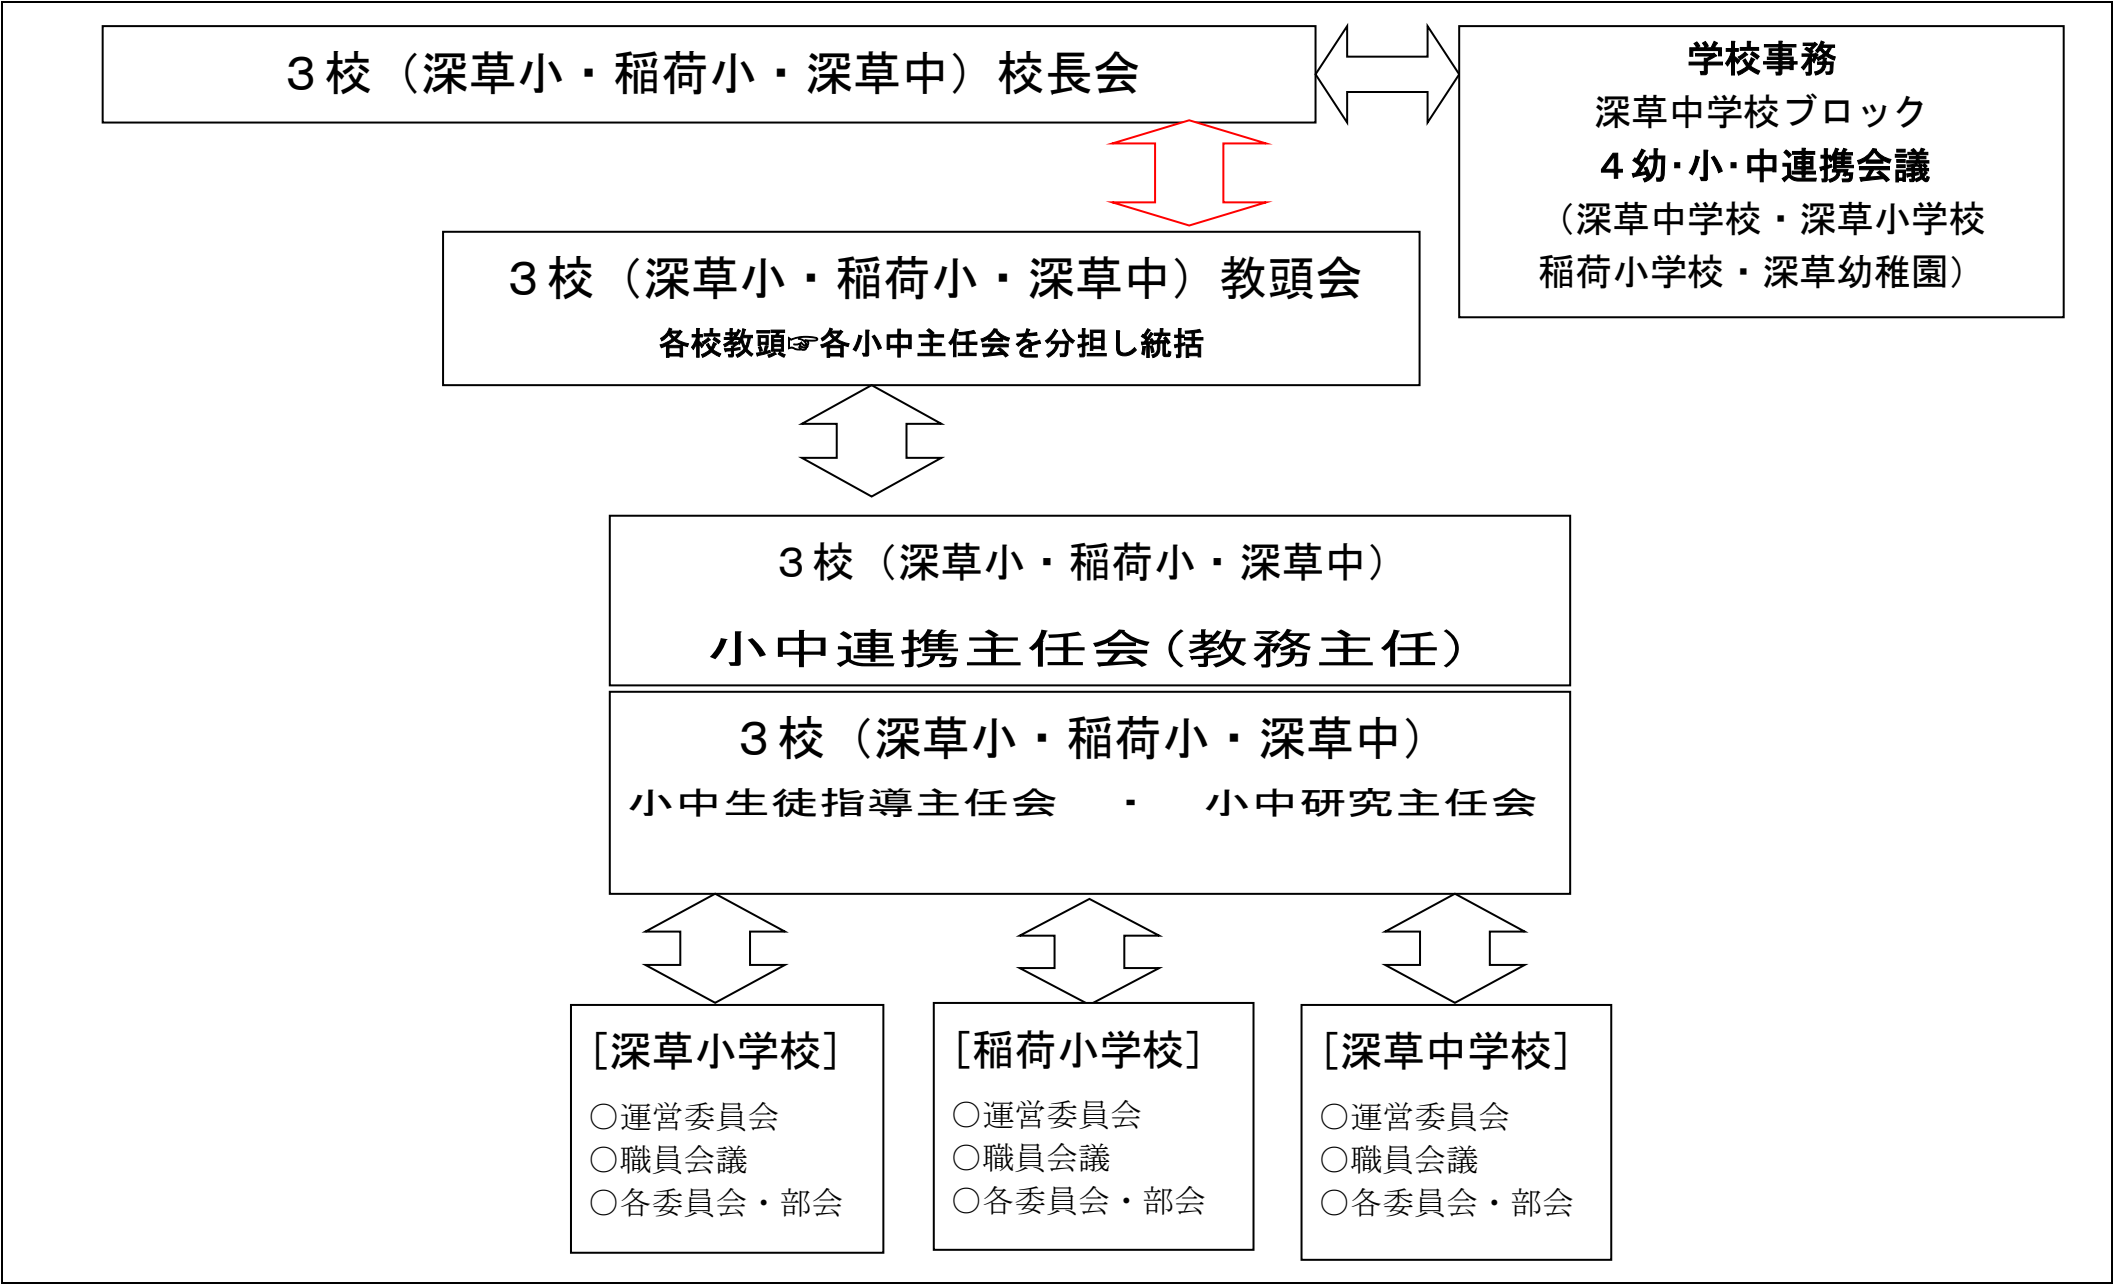 ３校（深草小・稲荷小・深草中）校長会
学校事務
深草中学校ブロック
４幼・小・中連携会議
（深草中学校・深草小学校
稲荷小学校・深草幼稚園）
３校（深草小・稲荷小・深草中）教頭会
各校教頭☞各小中主任会を分担し統括
３校（深草小・稲荷小・深草中）
小中連携主任会（教務主任）
３校（深草小・稲荷小・深草中）
小中生徒指導主任会　・　小中研究主任会
［深草小学校］
○運営委員会
○職員会議
○各委員会・部会
［稲荷小学校］
○運営委員会
○職員会議
○各委員会・部会
［深草中学校］
○運営委員会
○職員会議
○各委員会・部会